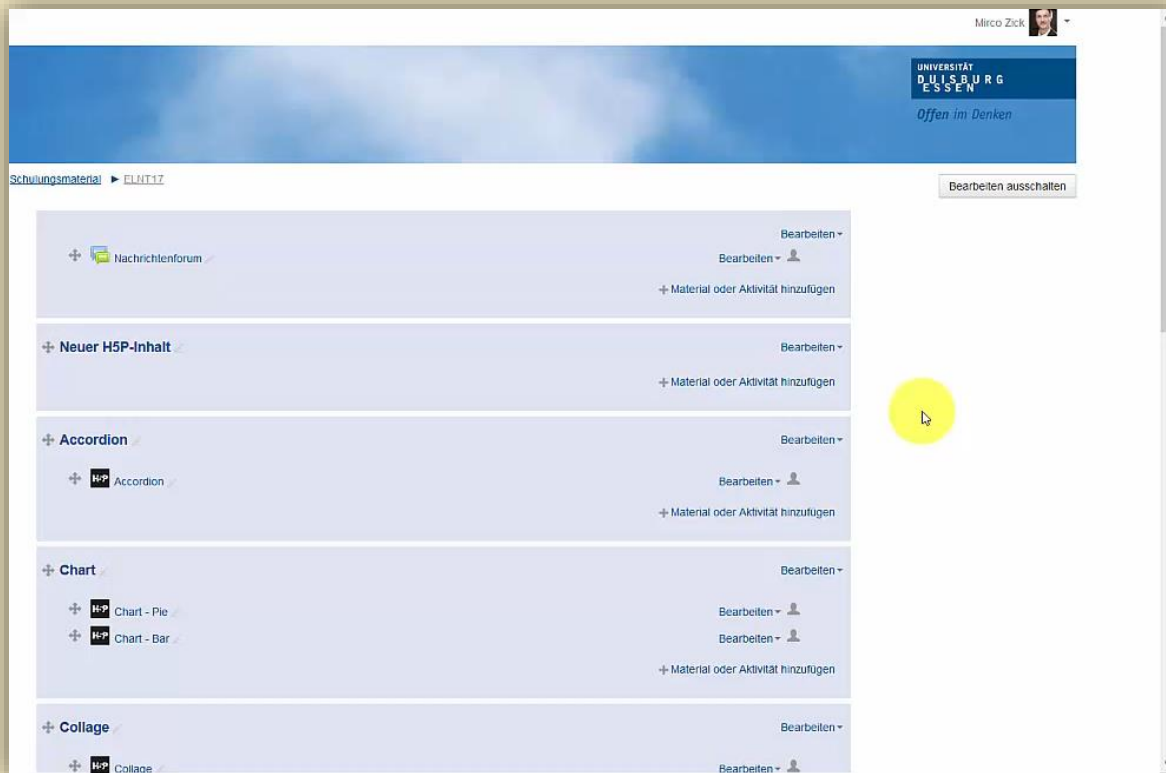 Mirco Zick
UNIVERSITÄT
DUISBURG
ESSEN
Offen im Denken
Schulungsmaterial ► ELNT17
Bearbeiten ausschalten
Bearbeiten
Nachrichtenforum Bearbeiten
Material oder Aktivität hinzufügen
Neuer H5P-Inhalt Bearbeiten
Material oder Aktivität hinzufügen
Accordion Bearbeiten
H5P Accordion Bearbeiten
Material oder Aktivität hinzufügen
Chart Bearbeiten
H5P Chart - Pie Bearbeiten
H5P Chart - Bar Bearbeiten
Material oder Aktivität hinzufügen
Collage Bearbeiten
H5P Collage Bearbeiten